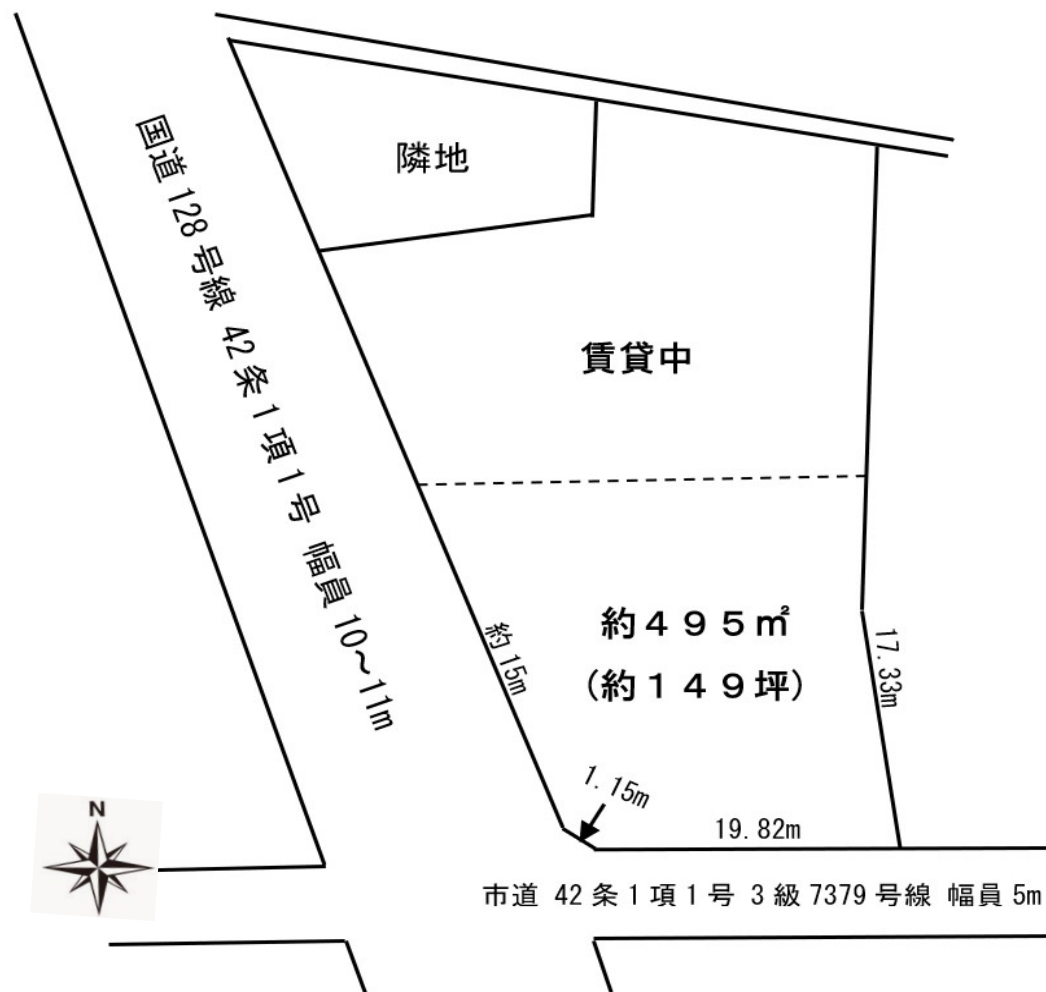 隣地
国道 128 号線 42 条 1 項 1 号 幅員 10～11m
賃貸中
約４９５㎡
（約１４９坪）
約 15m
17.33m
1.15m
19.82m
N
市道 42 条 1 項 1 号 3 級 7379 号線 幅員 5m